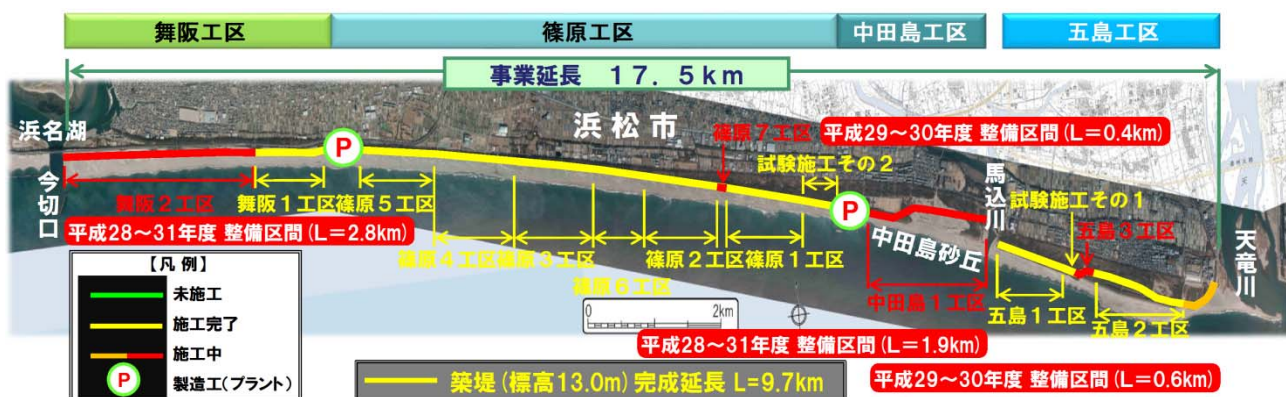 舞阪工区
篠原工区
中田島工区
五島工区
事業延長 17.5km
浜名湖
今切口
浜松市
P
篠原7工区
平成29~30年度 整備区間(L=0.4km)
試験施工その2
P
馬込川
試験施工その1
五島3工区
天竜川
舞阪2工区
舞阪1工区
篠原5工区
平成28~31年度 整備区間(L=2.8km)
篠原4工区
篠原3工区
篠原6工区
篠原2工区
篠原1工区
中田島砂丘
中田島1工区
五島1工区
五島2工区
0 2km
平成28~31年度 整備区間(L=1.9km)
平成29~30年度 整備区間(L=0.6km)
【凡例】
未施工
施工完了
施工中
P 製造工(プラント)
築堤(標高13.0m)完成延長 L=9.7km